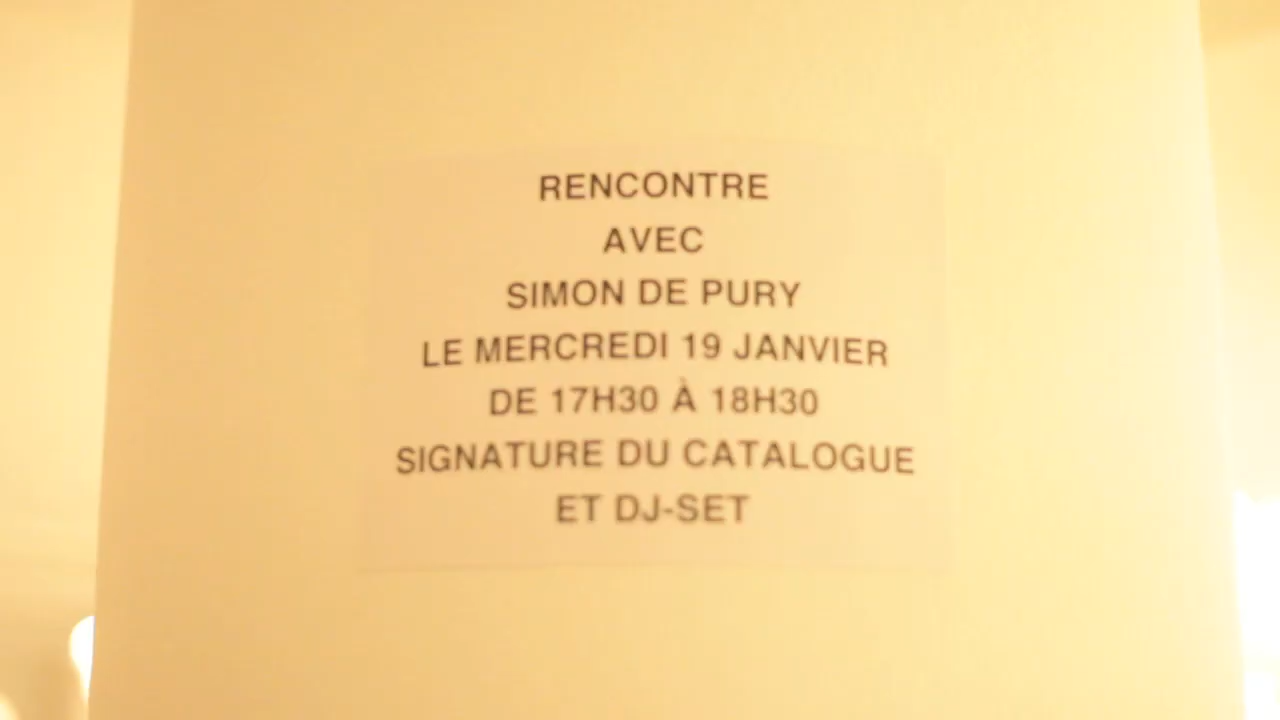 RENCONTRE
AVEC
SIMON DE PURY
LE MERCREDI 19 JANVIER
DE 17H30 À 18H30
SIGNATURE DU CATALOGUE
ET DJ-SET